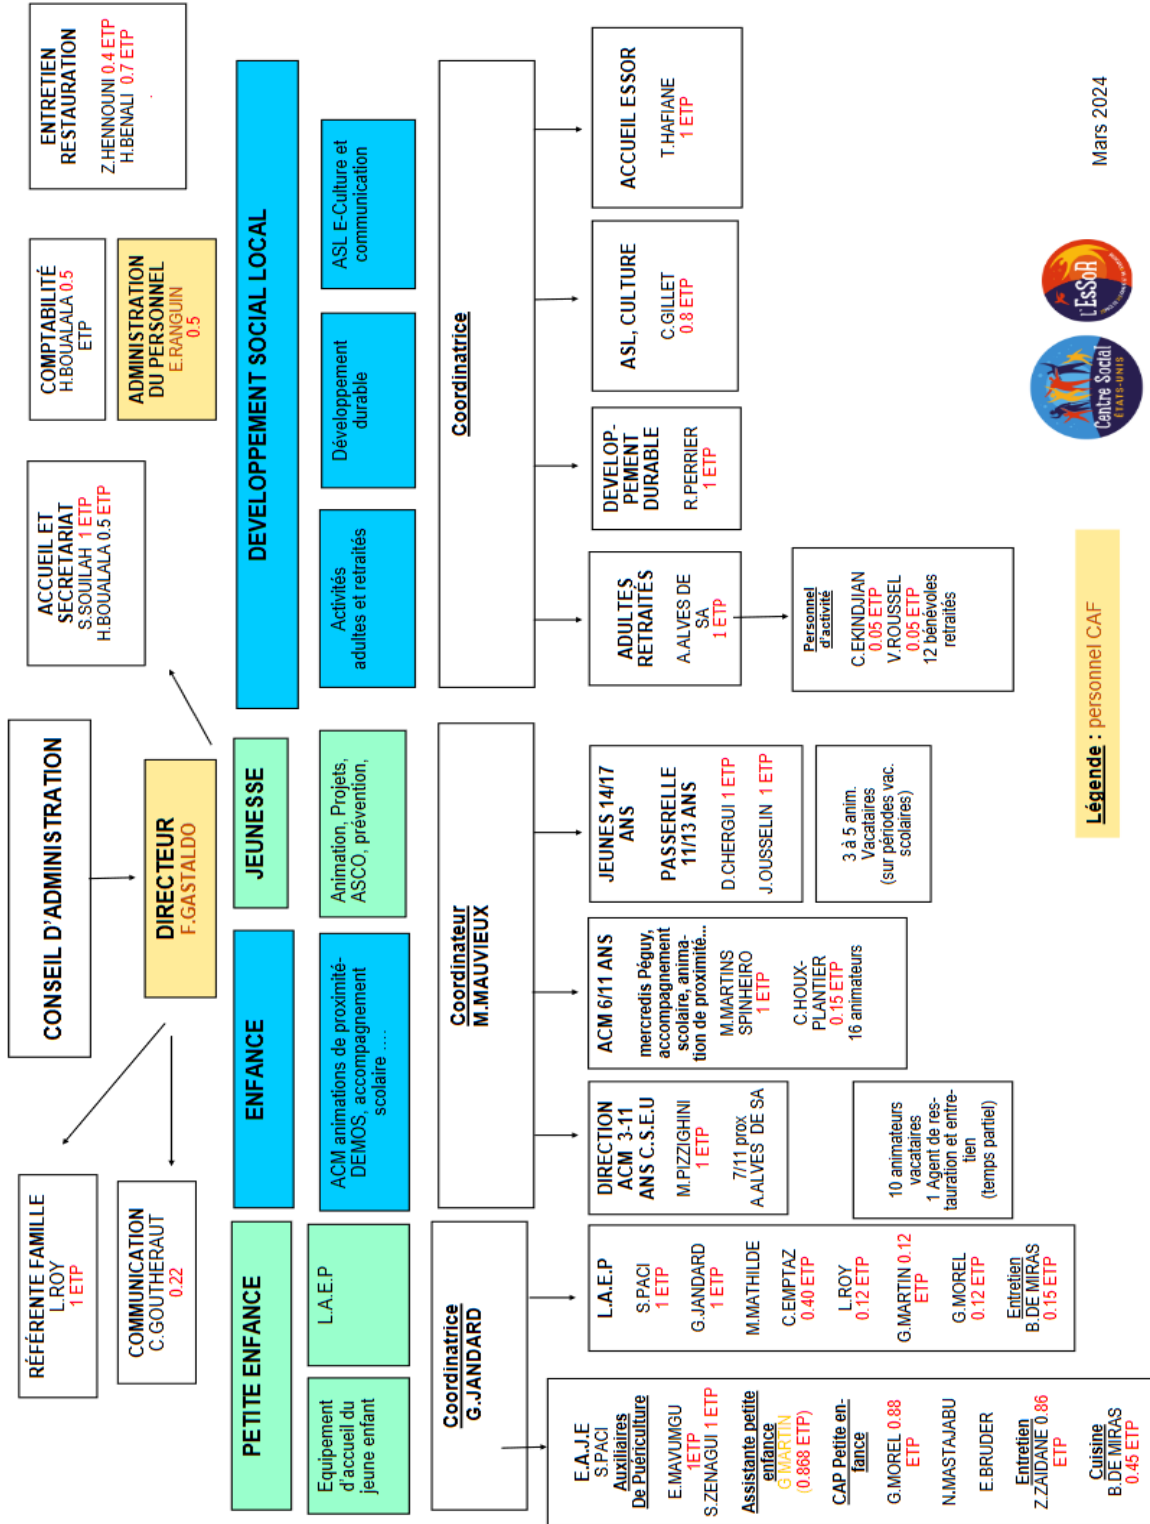 CONSEIL D'ADMINISTRATION
DIRECTEUR
F.GASTALDO
RÉFÉRENTE FAMILLE
L.ROY
1 ETP
COMMUNICATION
C.GOUTHERAUT
0.22
ACCUEIL ET
SECRETARIAT
S.SOUILAH 1 ETP
H.BOUALALA 0.5 ETP
COMPTABILITÉ
H.BOUALALA 0.5
ETP
ADMINISTRATION
DU PERSONNEL
E.RANGUIN
0.5
ENTRETIEN
RESTAURATION
Z.HENNOUNI 0.4 ETP
H.BENALI 0.7 ETP
PETITE ENFANCE
ENFANCE
JEUNESSE
DEVELOPPEMENT SOCIAL LOCAL
Equipement
d'accueil du
jeune enfant
L.A.E.P
ACM animations de proximité-
DEMOS, accompagnement
scolaire ….
Animation, Projets,
ASCO, prévention,
Activités
adultes et retraités
Développement
durable
ASL E-Culture et
communication
Coordinatrice
G.JANDARD
Coordinateur
M.MAUVIEUX
Coordinatrice
E.A.J.E
S.PACI
Auxiliaires
De Puériculture
E.MAVUMGU
1ETP
S.ZENAGUI 1 ETP
Assistante petite
enfance
G MARTIN
(0.868 ETP)
CAP Petite en-
fance
G.MOREL 0.88
ETP
N.MASTAJABU
E.BRUDER
Entretien
Z.ZAIDANE 0.86
ETP
Cuisine
B.DE MIRAS
0.45 ETP
L.A.E.P
S.PACI
1 ETP
G.JANDARD
1 ETP
M.MATHILDE
C.EMPTAZ
0.40 ETP
L.ROY
0.12 ETP
G.MARTIN 0.12
ETP
G.MOREL
0.12 ETP
Entretien
B.DE MIRAS
0.15 ETP
DIRECTION
ACM 3-11
ANS C.S.E.U
M.PIZZIGHINI
1 ETP
7/11 prox
A.ALVES DE SA
10 animateurs
vacataires
1 Agent de res-
tauration et entre-
tien
(temps partiel)
ACM 6/11 ANS
mercredis Péguy,
accompagnement
scolaire, anima-
tion de proximité...
M.MARTINS
SPINHEIRO
1 ETP
C.HOUX-
PLANTIER
0.15 ETP
16 animateurs
JEUNES 14/17
ANS
PASSERELLE
11/13 ANS
D.CHERGUI 1 ETP
J.OUSSELIN 1 ETP
3 à 5 anim.
Vacataires
(sur périodes vac.
scolaires)
ADULTES
RETRAITÉS
A.ALVES DE
SA
1 ETP
Personnel
d'activité
C.EKINDJIAN
0.05 ETP
V.ROUSSEL
0.05 ETP
12 bénévoles
retraités
DEVELOP-
PEMENT
DURABLE
R.PERRIER
1 ETP
ASL, CULTURE
C.GILLET
0.8 ETP
ACCUEIL ESSOR
T.HAFIANE
1 ETP
Légende : personnel CAF
Centre Social
ÉTATS-UNIS
L'ESSOR
Mars 2024